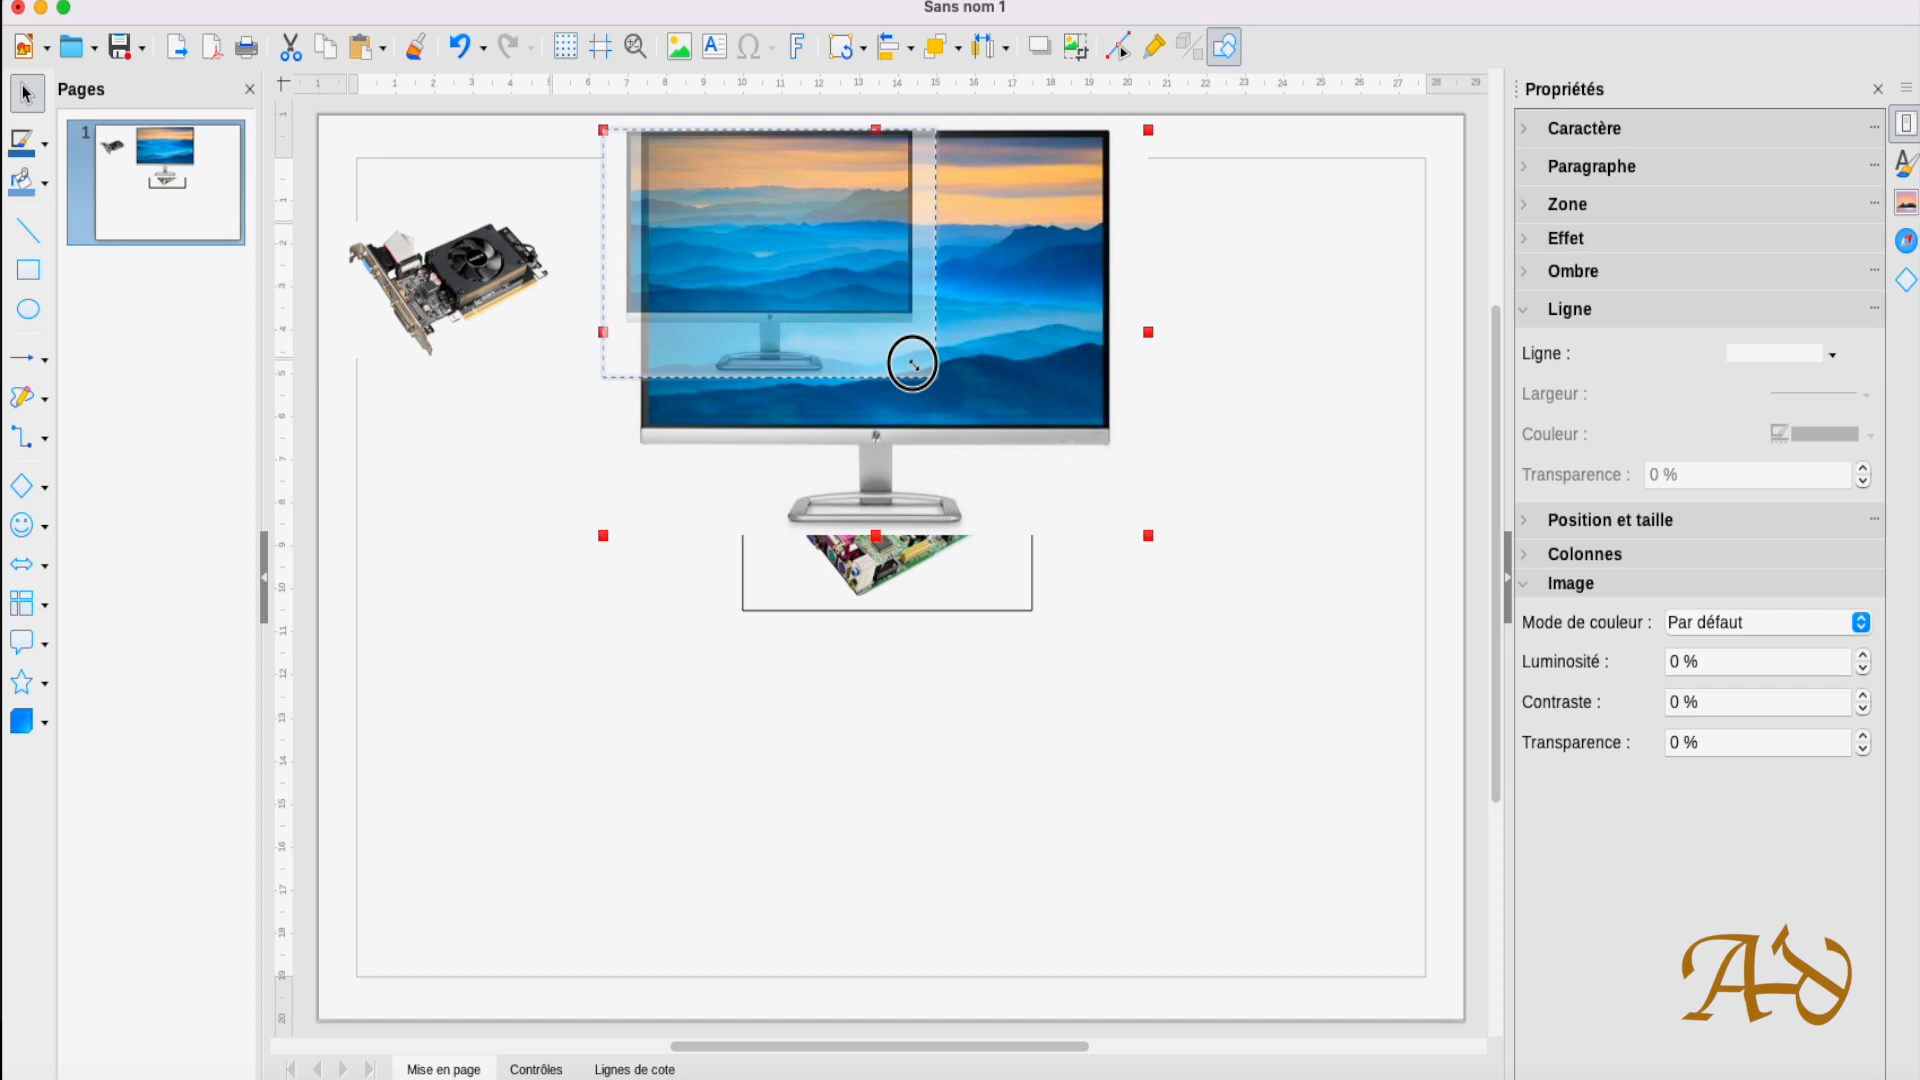 Sans nom 1
Pages
1
Propriétés
Caractère
Paragraphe
Zone
Effet
Ombre
Ligne
Ligne :
Largeur :
Couleur :
Transparence : 0 %
Position et taille
Colonnes
Image
Mode de couleur : Par défaut
Luminosité : 0 %
Contraste : 0 %
Transparence : 0 %
Mise en page Contrôles Lignes de cote